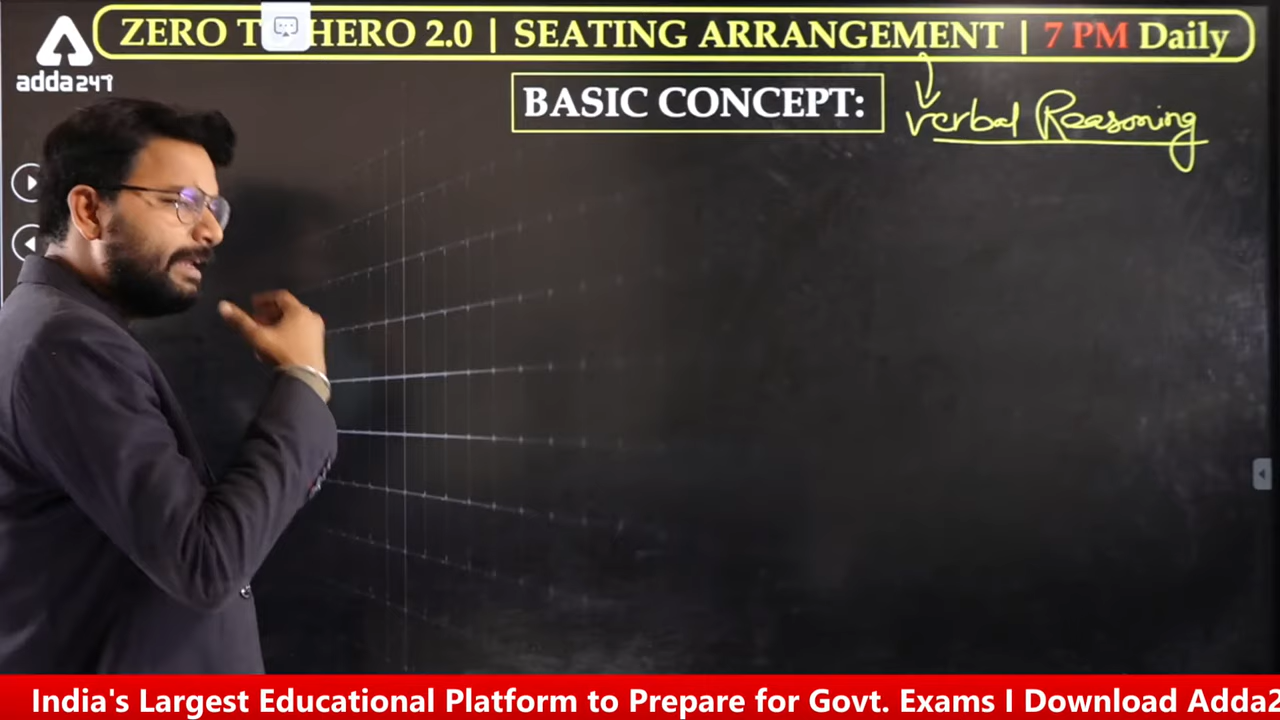 ZERO T HERO 2.0 | SEATING ARRANGEMENT | 7 PM Daily
adda247
BASIC CONCEPT:
Verbal Reasoning
India's Largest Educational Platform to Prepare for Govt. Exams I Download Adda2